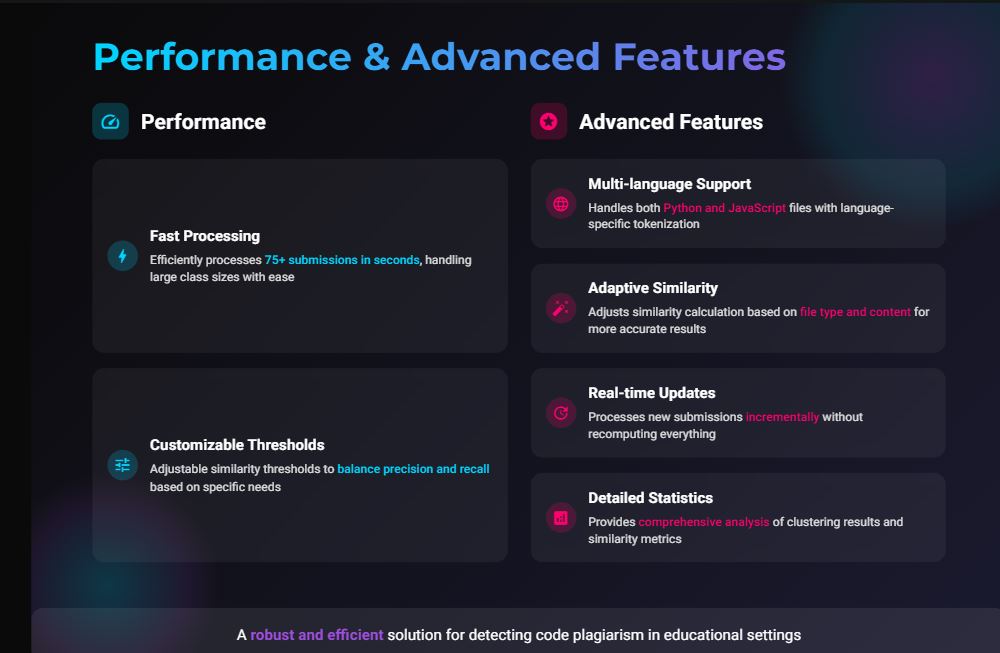 Performance & Advanced Features
Performance
Fast Processing
Efficiently processes 75+ submissions in seconds, handling
large class sizes with ease
Customizable Thresholds
Adjustable similarity thresholds to balance precision and recall
based on specific needs
Advanced Features
Multi-language Support
Handles both Python and JavaScript files with language-
specific tokenization
Adaptive Similarity
Adjusts similarity calculation based on file type and content for
more accurate results
Real-time Updates
Processes new submissions incrementally without
recomputing everything
Detailed Statistics
Provides comprehensive analysis of clustering results and
similarity metrics
A robust and efficient solution for detecting code plagiarism in educational settings